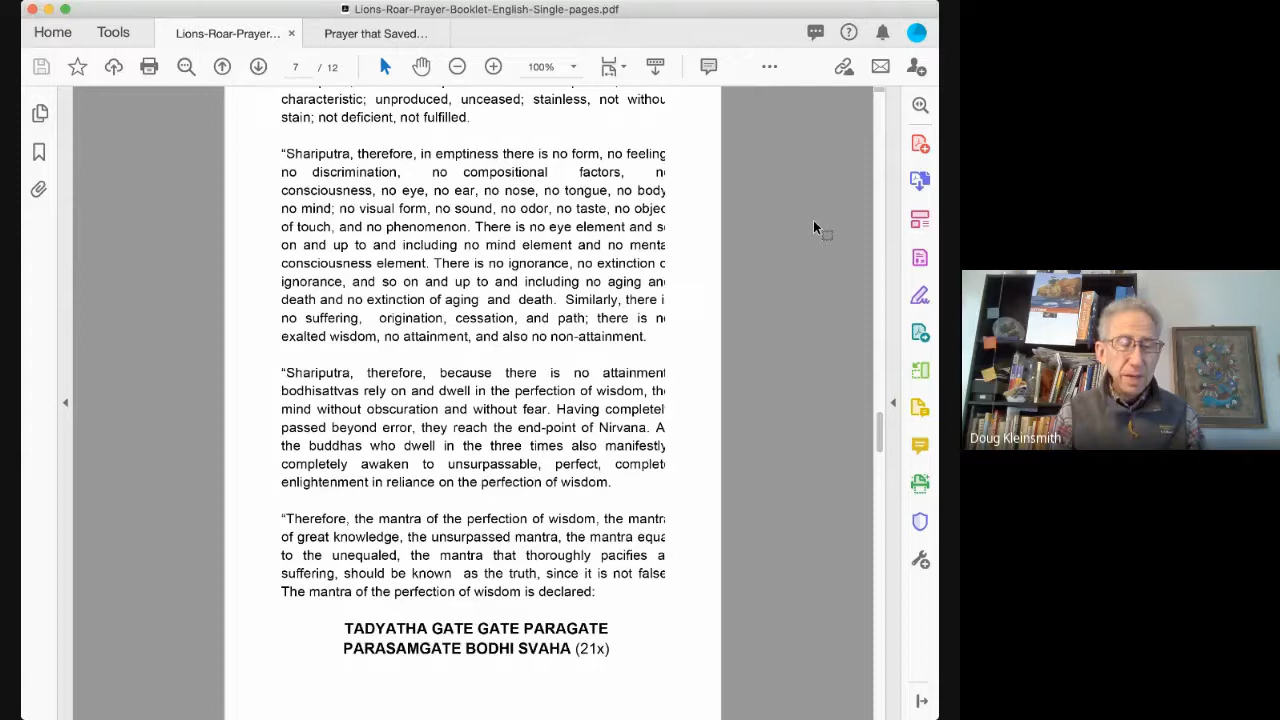 Lions-Roar-Prayer-Booklet-English-Single-pages.pdf
Home Tools Lions-Roar-Prayer... × Prayer that Saved...
7 / 12 100%
characteristic; unproduced, unceased; stainless, not withou
stain; not deficient, not fulfilled.
“Shariputra, therefore, in emptiness there is no form, no feeling
no discrimination, no compositional factors, n
consciousness, no eye, no ear, no nose, no tongue, no body
no mind; no visual form, no sound, no odor, no taste, no objec
of touch, and no phenomenon. There is no eye element and s
on and up to and including no mind element and no menta
consciousness element. There is no ignorance, no extinction o
ignorance, and so on and up to and including no aging an
death and no extinction of aging and death. Similarly, there i
no suffering, origination, cessation, and path; there is n
exalted wisdom, no attainment, and also no non-attainment.
“Shariputra, therefore, because there is no attainment
bodhisattvas rely on and dwell in the perfection of wisdom, th
mind without obscuration and without fear. Having completel
passed beyond error, they reach the end-point of Nirvana. A
the buddhas who dwell in the three times also manifestly
completely awaken to unsurpassable, perfect, complet
enlightenment in reliance on the perfection of wisdom.
“Therefore, the mantra of the perfection of wisdom, the mantra
of great knowledge, the unsurpassed mantra, the mantra equa
to the unequaled, the mantra that thoroughly pacifies a
suffering, should be known as the truth, since it is not false
The mantra of the perfection of wisdom is declared:
TADYATHA GATE GATE PARAGATE
PARASAMGATE BODHI SVAHA (21x)
Doug Kleinsmith